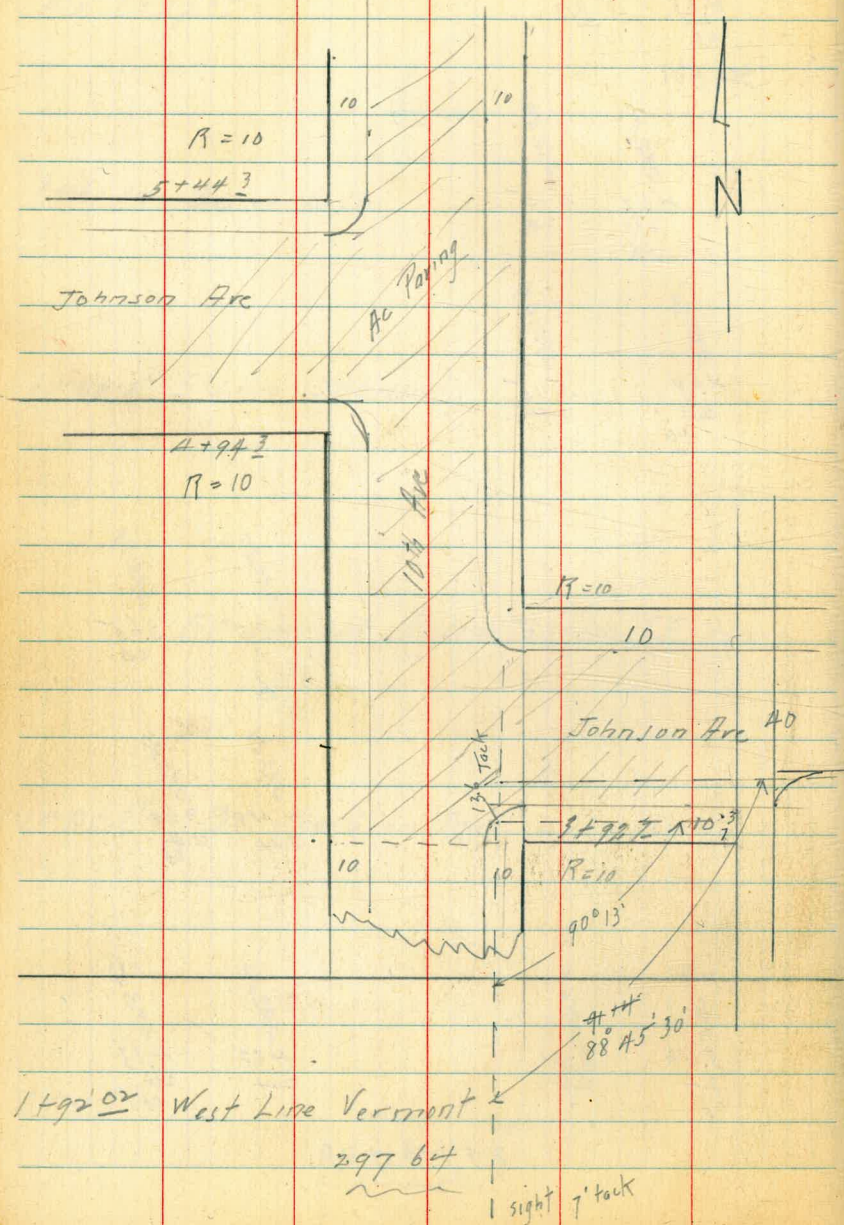 10
10
R = 10
5+44 3
N
Johnson Ave
Ac Paving
4+94 3
R = 10
10th Ave
R = 10
10
Johnson Ave
40
13.6 Tack
3+92 7
10
10
R = 10
90° 13'
88° 45' 30'
1+92 02 West Line Vermont
297 64
sight 7' tack